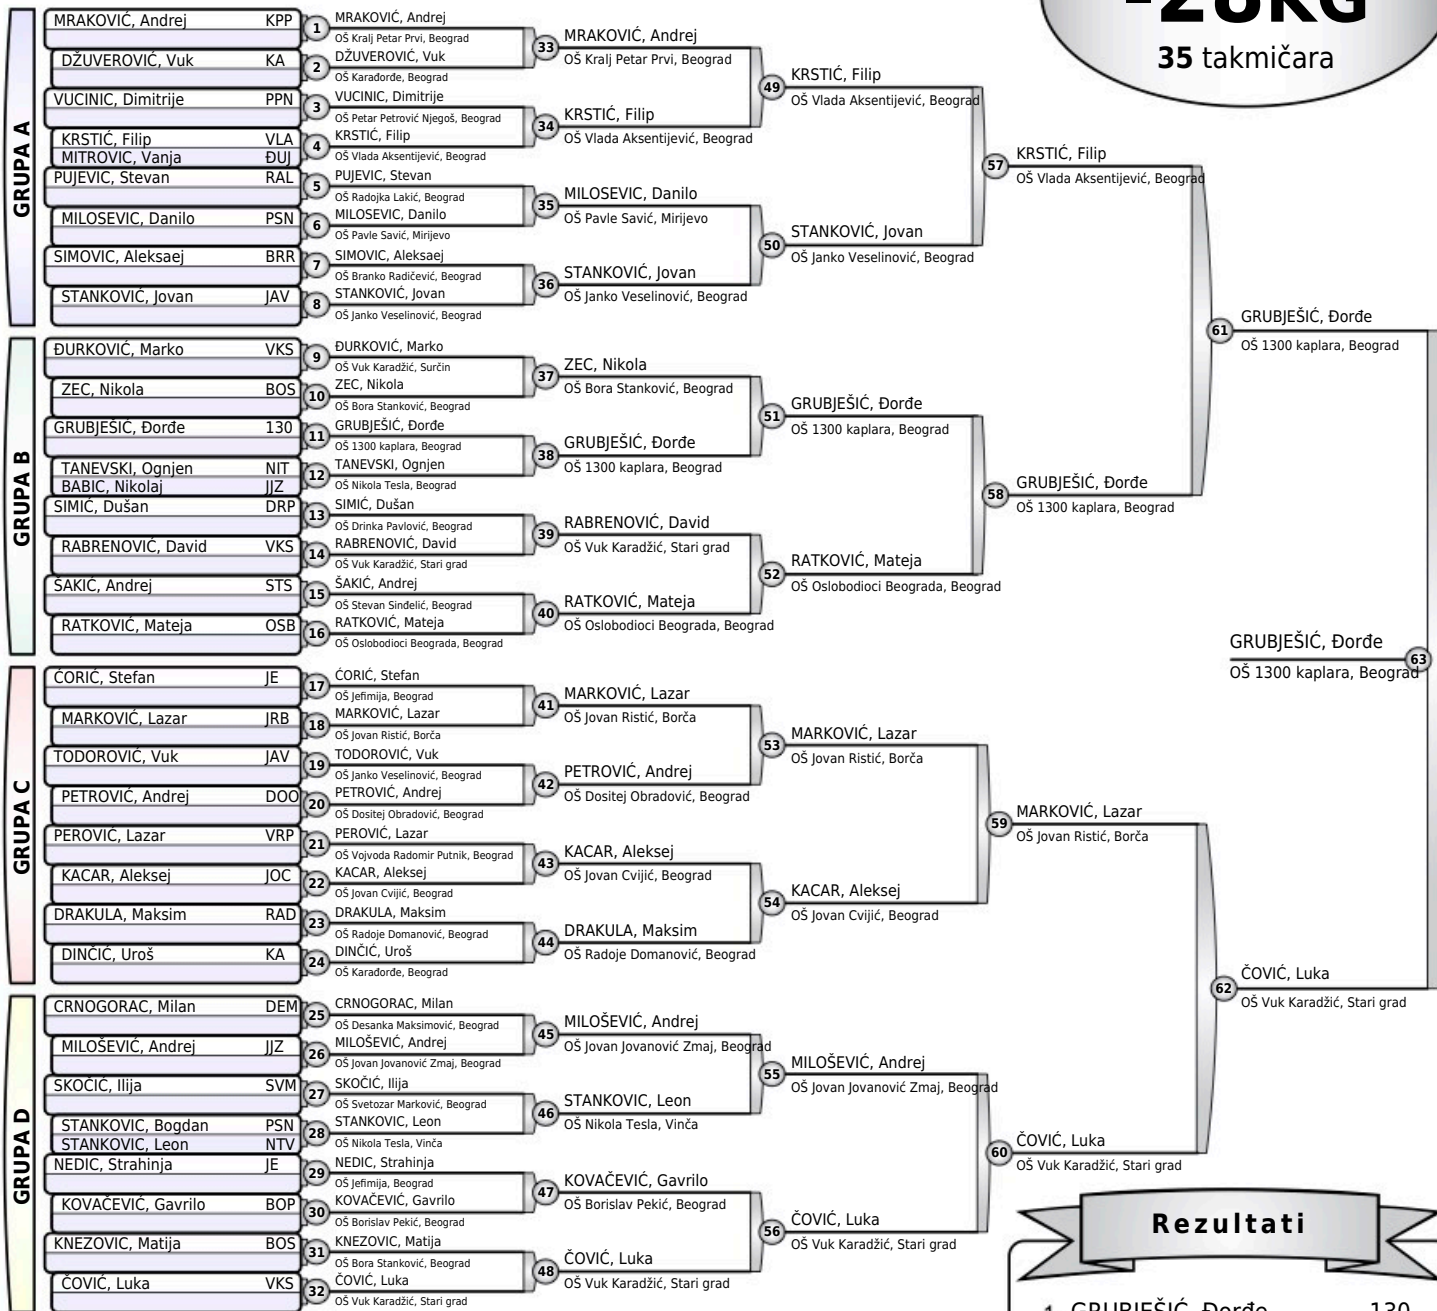 -28KG
35 takmičara
GRUPA A
MRAKOVIĆ, Andrej KPP
DŽUVEROVIĆ, Vuk KA
VUCINIC, Dimitrije PPN
KRSTIĆ, Filip VLA
MITROVIC, Vanja ĐUJ
PUJEVIC, Stevan RAL
MILOSEVIC, Danilo PSN
SIMOVIC, Aleksaej BRR
STANKOVIĆ, Jovan JAV
GRUPA B
ĐURKOVIĆ, Marko VKS
ZEC, Nikola BOS
GRUBJEŠIĆ, Đorđe 130
TANEVSKI, Ognjen NIT
BABIC, Nikolaj JJZ
SIMIĆ, Dušan DRP
RABRENOVIĆ, David VKS
ŠAKIĆ, Andrej STS
RATKOVIĆ, Mateja OSB
GRUPA C
ĆORIĆ, Stefan JE
MARKOVIĆ, Lazar JRB
TODOROVIĆ, Vuk JAV
PETROVIĆ, Andrej DOO
PEROVIĆ, Lazar VRP
KACAR, Aleksej JOC
DRAKULA, Maksim RAD
DINČIĆ, Uroš KA
GRUPA D
CRNOGORAC, Milan DEM
MILOŠEVIĆ, Andrej JJZ
SKOČIĆ, Ilija SVM
STANKOVIC, Bogdan PSN
STANKOVIC, Leon NTV
NEDIC, Strahinja JE
KOVAČEVIĆ, Gavrilo BOP
KNEZOVIC, Matija BOS
ČOVIĆ, Luka VKS
1 MRAKOVIĆ, Andrej
OŠ Kralj Petar Prvi, Beograd
2 DŽUVEROVIĆ, Vuk
OŠ Karađorđe, Beograd
3 VUCINIC, Dimitrije
OŠ Petar Petrović Njegoš, Beograd
4 KRSTIĆ, Filip
OŠ Vlada Aksentijević, Beograd
5 PUJEVIC, Stevan
OŠ Radojka Lakić, Beograd
6 MILOSEVIC, Danilo
OŠ Pavle Savić, Mirijevo
7 SIMOVIC, Aleksaej
OŠ Branko Radičević, Beograd
8 STANKOVIĆ, Jovan
OŠ Janko Veselinović, Beograd
9 ĐURKOVIĆ, Marko
OŠ Vuk Karadžić, Surčin
10 ZEC, Nikola
OŠ Bora Stanković, Beograd
11 GRUBJEŠIĆ, Đorđe
OŠ 1300 kaplara, Beograd
12 TANEVSKI, Ognjen
OŠ Nikola Tesla, Beograd
13 SIMIĆ, Dušan
OŠ Drinka Pavlović, Beograd
14 RABRENOVIĆ, David
OŠ Vuk Karadžić, Stari grad
15 ŠAKIĆ, Andrej
OŠ Stevan Sinđelić, Beograd
16 RATKOVIĆ, Mateja
OŠ Oslobodioci Beograda, Beograd
17 ĆORIĆ, Stefan
OŠ Jefimija, Beograd
18 MARKOVIĆ, Lazar
OŠ Jovan Ristić, Borča
19 TODOROVIĆ, Vuk
OŠ Janko Veselinović, Beograd
20 PETROVIĆ, Andrej
OŠ Dositej Obradović, Beograd
21 PEROVIĆ, Lazar
OŠ Vojvoda Radomir Putnik, Beograd
22 KACAR, Aleksej
OŠ Jovan Cvijić, Beograd
23 DRAKULA, Maksim
OŠ Radoje Domanović, Beograd
24 DINČIĆ, Uroš
OŠ Karađorđe, Beograd
25 CRNOGORAC, Milan
OŠ Desanka Maksimović, Beograd
26 MILOŠEVIĆ, Andrej
OŠ Jovan Jovanović Zmaj, Beograd
27 SKOČIĆ, Ilija
OŠ Svetozar Marković, Beograd
28 STANKOVIC, Leon
OŠ Nikola Tesla, Vinča
29 NEDIC, Strahinja
OŠ Jefimija, Beograd
30 KOVAČEVIĆ, Gavrilo
OŠ Borislav Pekić, Beograd
31 KNEZOVIC, Matija
OŠ Bora Stanković, Beograd
32 ČOVIĆ, Luka
OŠ Vuk Karadžić, Stari grad
33 MRAKOVIĆ, Andrej
OŠ Kralj Petar Prvi, Beograd
34 KRSTIĆ, Filip
OŠ Vlada Aksentijević, Beograd
35 MILOSEVIC, Danilo
OŠ Pavle Savić, Mirijevo
36 STANKOVIĆ, Jovan
OŠ Janko Veselinović, Beograd
37 ZEC, Nikola
OŠ Bora Stanković, Beograd
38 GRUBJEŠIĆ, Đorđe
OŠ 1300 kaplara, Beograd
39 RABRENOVIĆ, David
OŠ Vuk Karadžić, Stari grad
40 RATKOVIĆ, Mateja
OŠ Oslobodioci Beograda, Beograd
41 MARKOVIĆ, Lazar
OŠ Jovan Ristić, Borča
42 PETROVIĆ, Andrej
OŠ Dositej Obradović, Beograd
43 KACAR, Aleksej
OŠ Jovan Cvijić, Beograd
44 DRAKULA, Maksim
OŠ Radoje Domanović, Beograd
45 MILOŠEVIĆ, Andrej
OŠ Jovan Jovanović Zmaj, Beograd
46 STANKOVIC, Leon
OŠ Nikola Tesla, Vinča
47 KOVAČEVIĆ, Gavrilo
OŠ Borislav Pekić, Beograd
48 ČOVIĆ, Luka
OŠ Vuk Karadžić, Stari grad
49 KRSTIĆ, Filip
OŠ Vlada Aksentijević, Beograd
50 STANKOVIĆ, Jovan
OŠ Janko Veselinović, Beograd
51 GRUBJEŠIĆ, Đorđe
OŠ 1300 kaplara, Beograd
52 RATKOVIĆ, Mateja
OŠ Oslobodioci Beograda, Beograd
53 MARKOVIĆ, Lazar
OŠ Jovan Ristić, Borča
54 KACAR, Aleksej
OŠ Jovan Cvijić, Beograd
55 MILOŠEVIĆ, Andrej
OŠ Jovan Jovanović Zmaj, Beograd
56 ČOVIĆ, Luka
OŠ Vuk Karadžić, Stari grad
57 KRSTIĆ, Filip
OŠ Vlada Aksentijević, Beograd
58 GRUBJEŠIĆ, Đorđe
OŠ 1300 kaplara, Beograd
59 MARKOVIĆ, Lazar
OŠ Jovan Ristić, Borča
60 ČOVIĆ, Luka
OŠ Vuk Karadžić, Stari grad
61 GRUBJEŠIĆ, Đorđe
OŠ 1300 kaplara, Beograd
62 ČOVIĆ, Luka
OŠ Vuk Karadžić, Stari grad
GRUBJEŠIĆ, Đorđe 63
OŠ 1300 kaplara, Beograd
Rezultati
1 GRUBJEŠIĆ, Đorđe 130